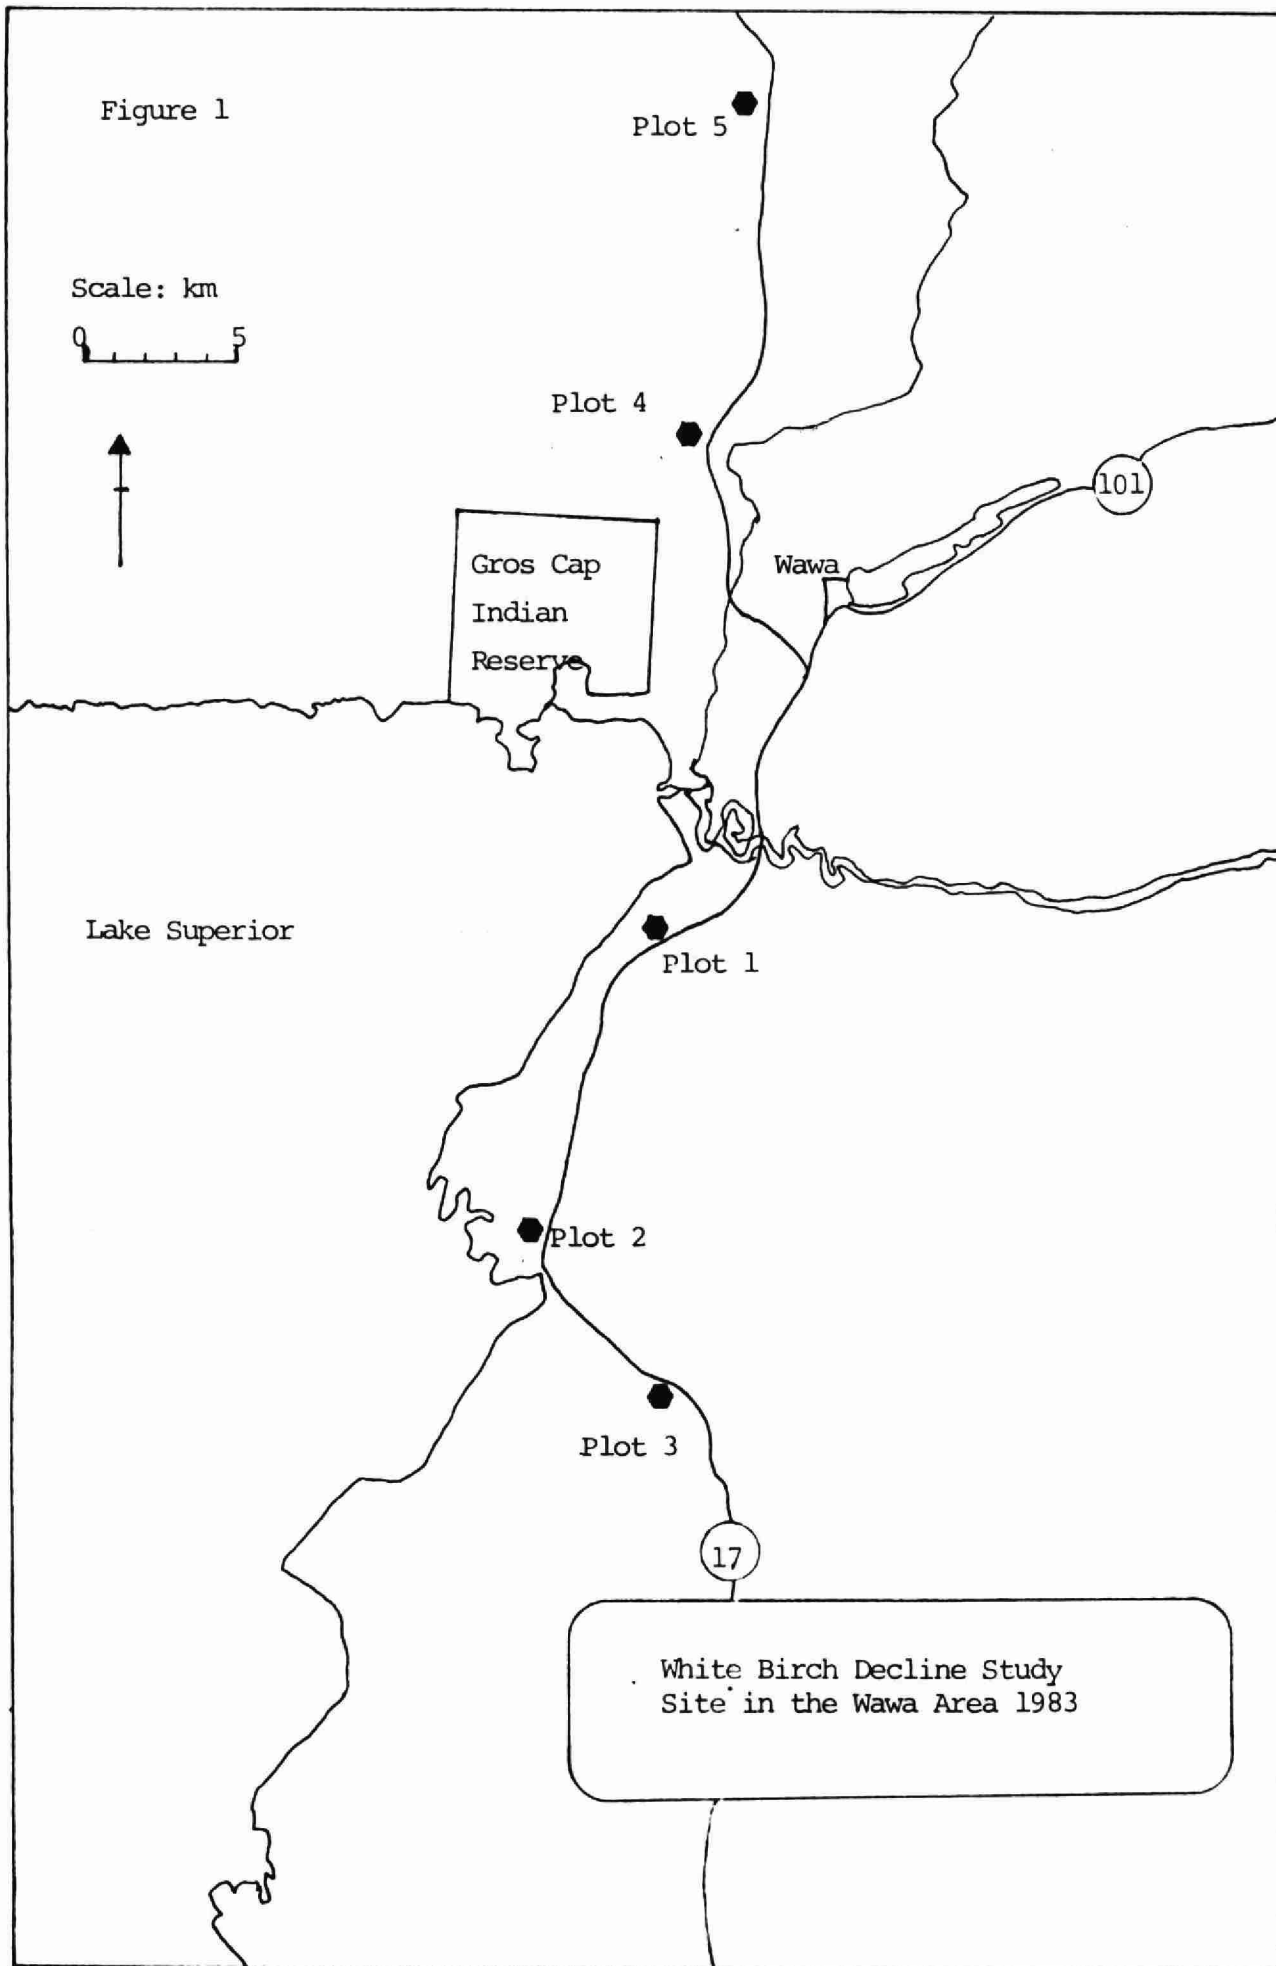 Figure 1
Plot 5
Scale: km
0 5
Plot 4
101
Gros Cap
Indian
Reserve
Wawa
Lake Superior
Plot 1
Plot 2
Plot 3
17
White Birch Decline Study
Site in the Wawa Area 1983